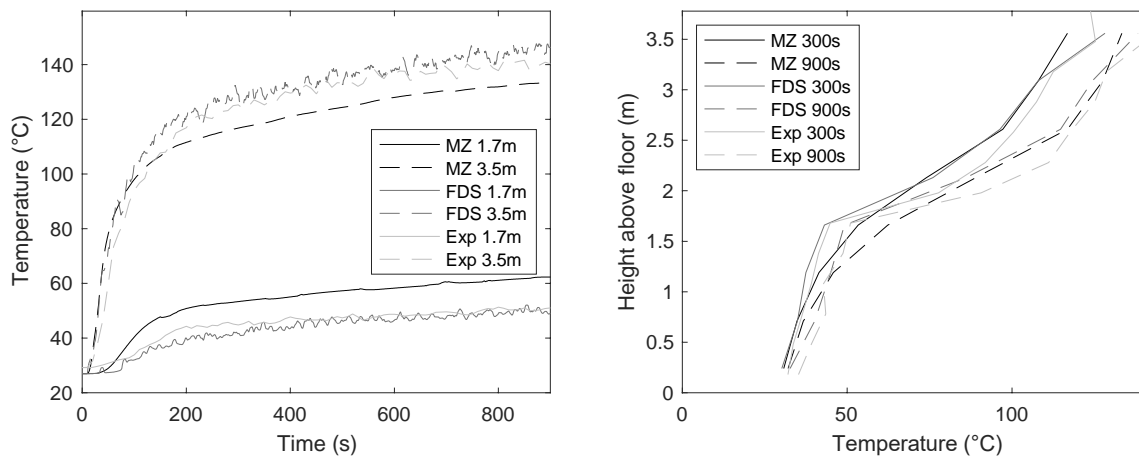 140
120
100
80
60
40
20
Temperature (°C)
MZ 1.7m
MZ 3.5m
FDS 1.7m
FDS 3.5m
Exp 1.7m
Exp 3.5m
0 200 400 600 800
Time (s)
3.5
3
2.5
2
1.5
1
0.5
0
Height above floor (m)
MZ 300s
MZ 900s
FDS 300s
FDS 900s
Exp 300s
Exp 900s
0 50 100
Temperature (°C)